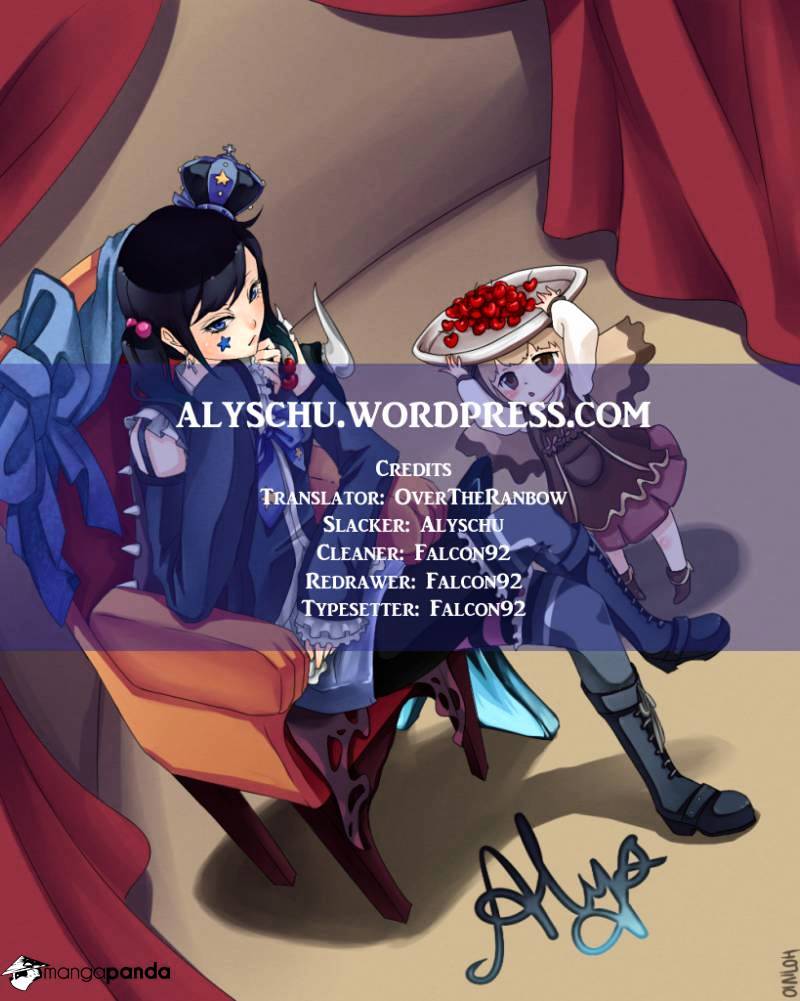 ALYSCHU.WORDPRESS.COM
CREDITS
TRANSLATOR: OVERTHERANBOW
SLACKER: ALYSCHU
CLEANER: FALCON92
REDRAWER: FALCON92
TYPESETTER: FALCON92
Alys
mangapanda